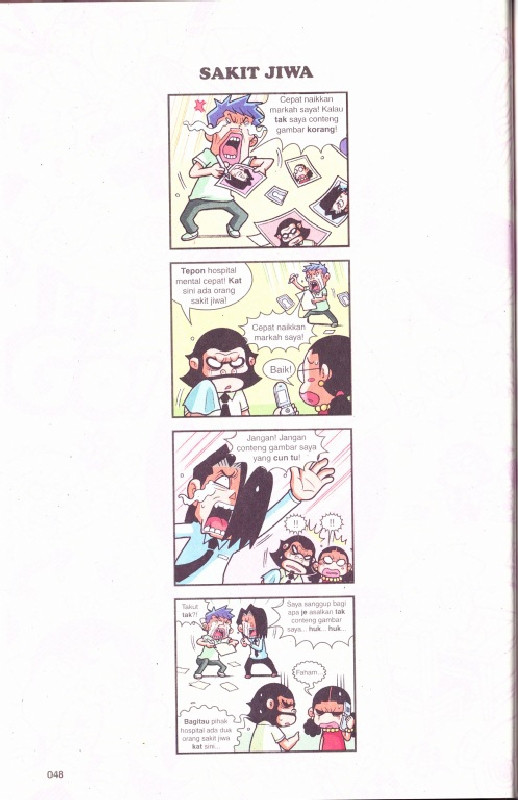 SAKIT JIWA
Cepat naikkan
markah saya! Kalau
tak saya conteng
gambar korang!
Tepon hospital
mental cepat! Kat
sini ada orang
sakit jiwa!
Cepat naikkan
markah saya!
Baik!
Jangan! Jangan
conteng gambar saya
yang cun tu!
!!
!!
Takut
tak?!
Saya sanggup bagi
apa je asalkan tak
conteng gambar
saya... huk... huk...
Faham...
Bagitau pihak
hospital ada dua
orang sakit jiwa
kat sini...
048